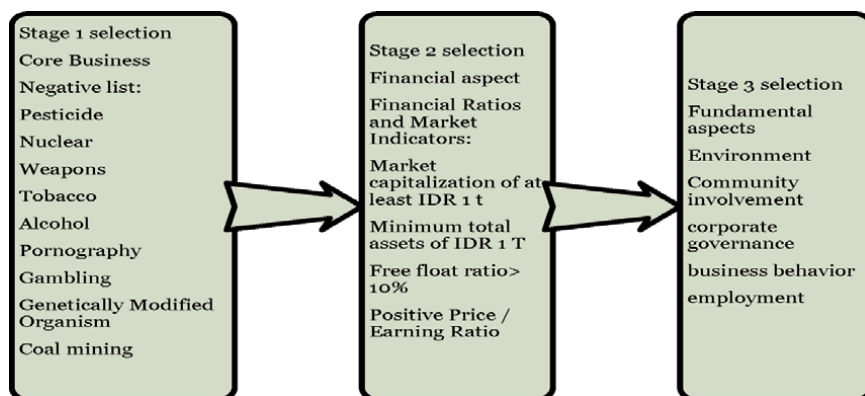 Stage 1 selection
Core Business
Negative list:
Pesticide
Nuclear
Weapons
Tobacco
Alcohol
Pornography
Gambling
Genetically Modified
Organism
Coal mining
Stage 2 selection
Financial aspect
Financial Ratios
and Market
Indicators:
Market
capitalization of at
least IDR 1 t
Minimum total
assets of IDR 1 T
Free float ratio>
10%
Positive Price /
Earning Ratio
Stage 3 selection
Fundamental
aspects
Environment
Community
involvement
corporate
governance
business behavior
employment